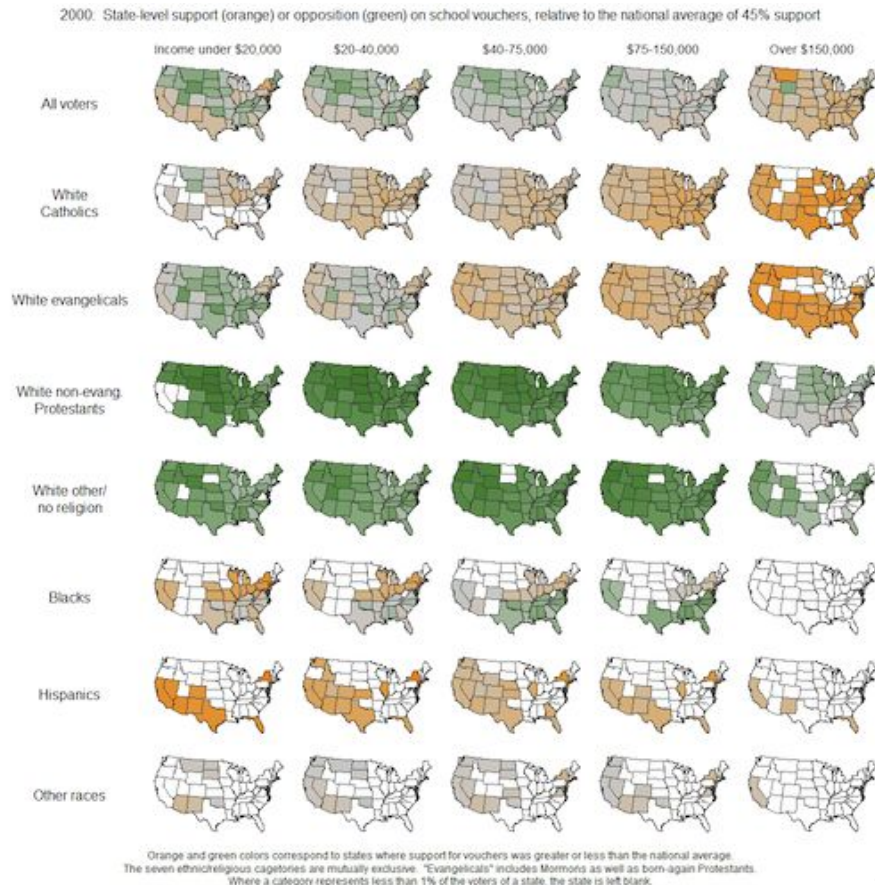 2000: State-level support (orange) or opposition (green) on school vouchers, relative to the national average of 45% support
Income under $20,000 $20-40,000 $40-75,000 $75-150,000 Over $150,000
All voters
White
Catholics
White evangelicals
White non-evang.
Protestants
White other/
no religion
Blacks
Hispanics
Other races
Orange and green colors correspond to states where support for vouchers was greater or less than the national average.
The seven ethnic/religious cagetories are mutually exclusive. "Evangelicals" includes Mormons as well as born-again Protestants.
Where a category represents less than 1% of the voters of a state, the state is left blank.